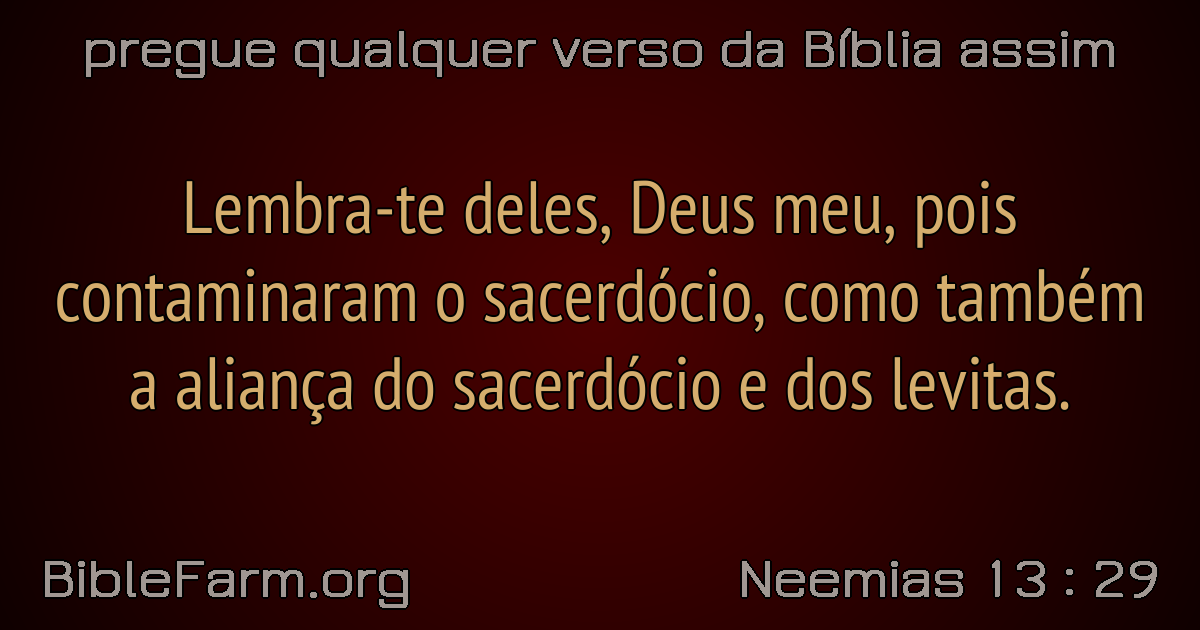 pregue qualquer verso da Bíblia assim
Lembra-te deles, Deus meu, pois
contaminaram o sacerdócio, como também
a aliança do sacerdócio e dos levitas.
BibleFarm.org
Neemias 13 : 29